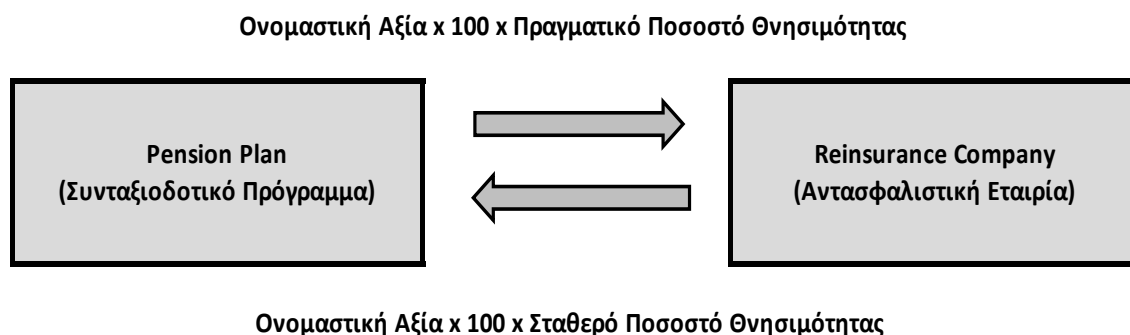 Ονομαστική Αξία x 100 x Πραγματικό Ποσοστό Θνησιμότητας
Pension Plan
(Συνταξιοδοτικό Πρόγραμμα)
Reinsurance Company
(Αντασφαλιστική Εταιρία)
Ονομαστική Αξία x 100 x Σταθερό Ποσοστό Θνησιμότητας